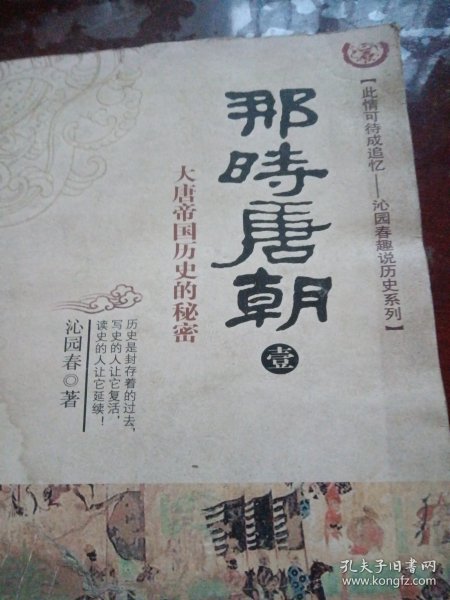 【此情可待成追忆——沁园春趣说历史系列】
那時唐朝
壹
大唐帝国历史的秘密
历史是封存着的过去，
写史的人让它复活，
读史的人让它延续！
沁园春◎著
孔夫子旧书网
www.kongfz.com